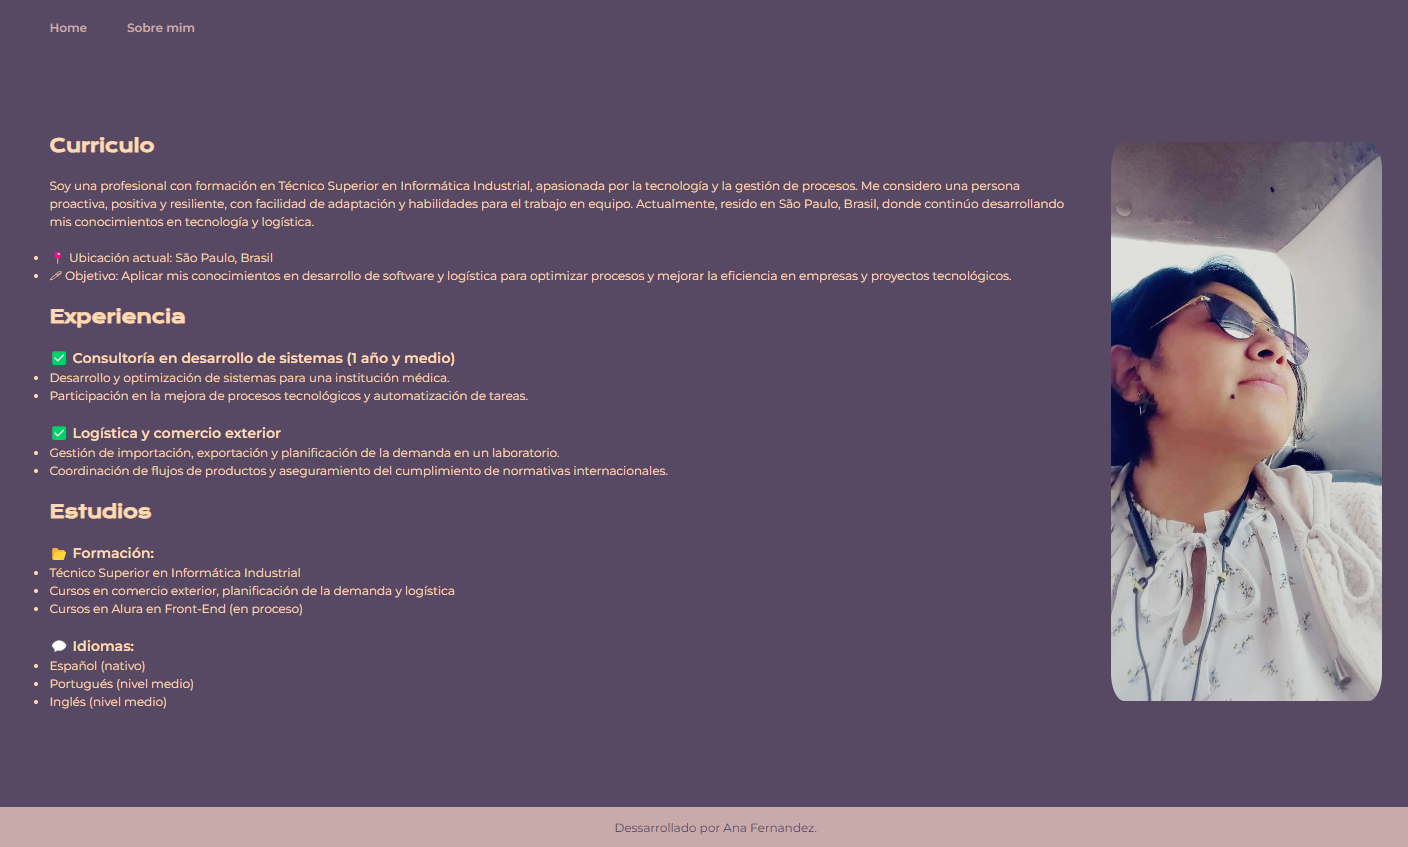 Home Sobre mim
Curriculo
Soy una profesional con formación en Técnico Superior en Informática Industrial, apasionada por la tecnología y la gestión de procesos. Me considero una persona
proactiva, positiva y resiliente, con facilidad de adaptación y habilidades para el trabajo en equipo. Actualmente, resido en São Paulo, Brasil, donde continúo desarrollando
mis conocimientos en tecnología y logística.
• 📍 Ubicación actual: São Paulo, Brasil
• 🖊 Objetivo: Aplicar mis conocimientos en desarrollo de software y logística para optimizar procesos y mejorar la eficiencia en empresas y proyectos tecnológicos.
Experiencia
✅ Consultoría en desarrollo de sistemas (1 año y medio)
• Desarrollo y optimización de sistemas para una institución médica.
• Participación en la mejora de procesos tecnológicos y automatización de tareas.
✅ Logística y comercio exterior
• Gestión de importación, exportación y planificación de la demanda en un laboratorio.
• Coordinación de flujos de productos y aseguramiento del cumplimiento de normativas internacionales.
Estudios
📂 Formación:
• Técnico Superior en Informática Industrial
• Cursos en comercio exterior, planificación de la demanda y logística
• Cursos en Alura en Front-End (en proceso)
💬 Idiomas:
• Español (nativo)
• Portugués (nivel medio)
• Inglés (nivel medio)
Dessarrollado por Ana Fernandez.